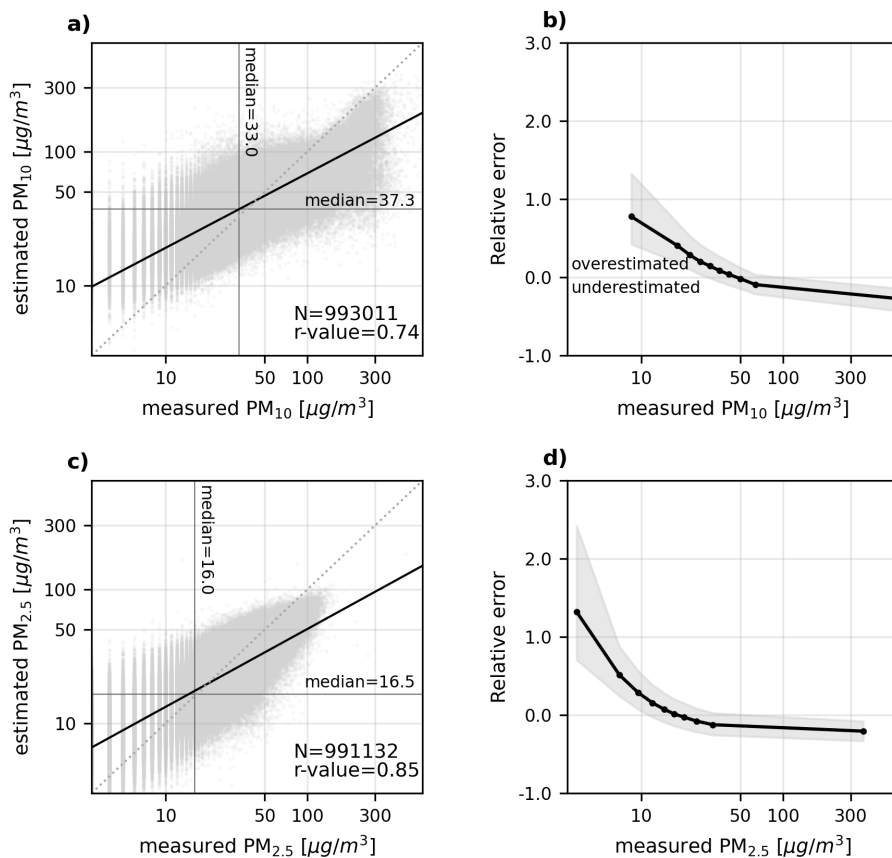 a)
estimated PM₁₀ [μg/m³]
300
100
50
10
median=33.0
median=37.3
N=993011
r-value=0.74
10 50 100 300
measured PM₁₀ [μg/m³]
b)
Relative error
3.0
2.0
1.0
0.0
-1.0
overestimated
underestimated
10 50 100 300
measured PM₁₀ [μg/m³]
c)
estimated PM₂.₅ [μg/m³]
300
100
50
10
median=16.0
median=16.5
N=991132
r-value=0.85
10 50 100 300
measured PM₂.₅ [μg/m³]
d)
Relative error
3.0
2.0
1.0
0.0
-1.0
10 50 100 300
measured PM₂.₅ [μg/m³]